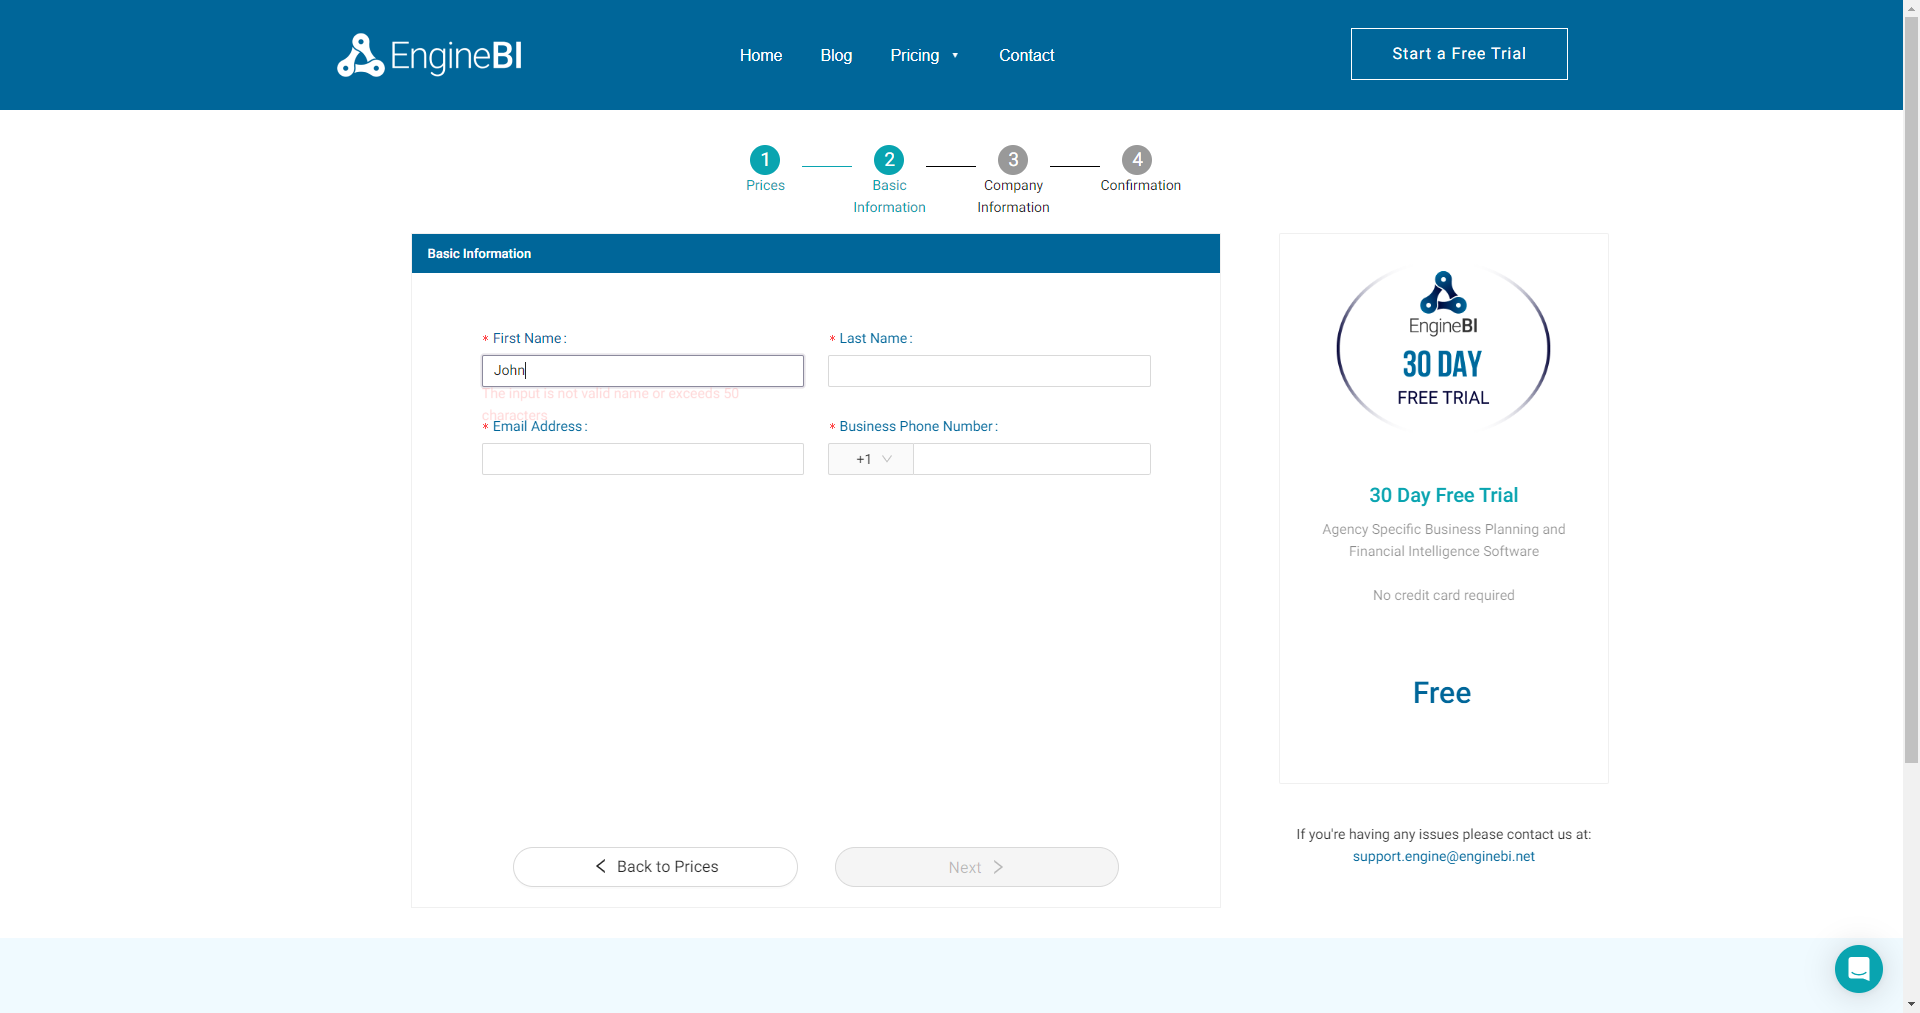 EngineBI
Home
Blog
Pricing
Contact
Start a Free Trial
1
Prices
2
Basic
Information
3
Company
Information
4
Confirmation
Basic Information
* First Name:
John
The input is not valid name or exceeds 50
characters
* Last Name:
* Email Address:
* Business Phone Number:
+1
Back to Prices
Next
EngineBI
30 DAY
FREE TRIAL
30 Day Free Trial
Agency Specific Business Planning and
Financial Intelligence Software
No credit card required
Free
If you're having any issues please contact us at:
support.engine@enginebi.net